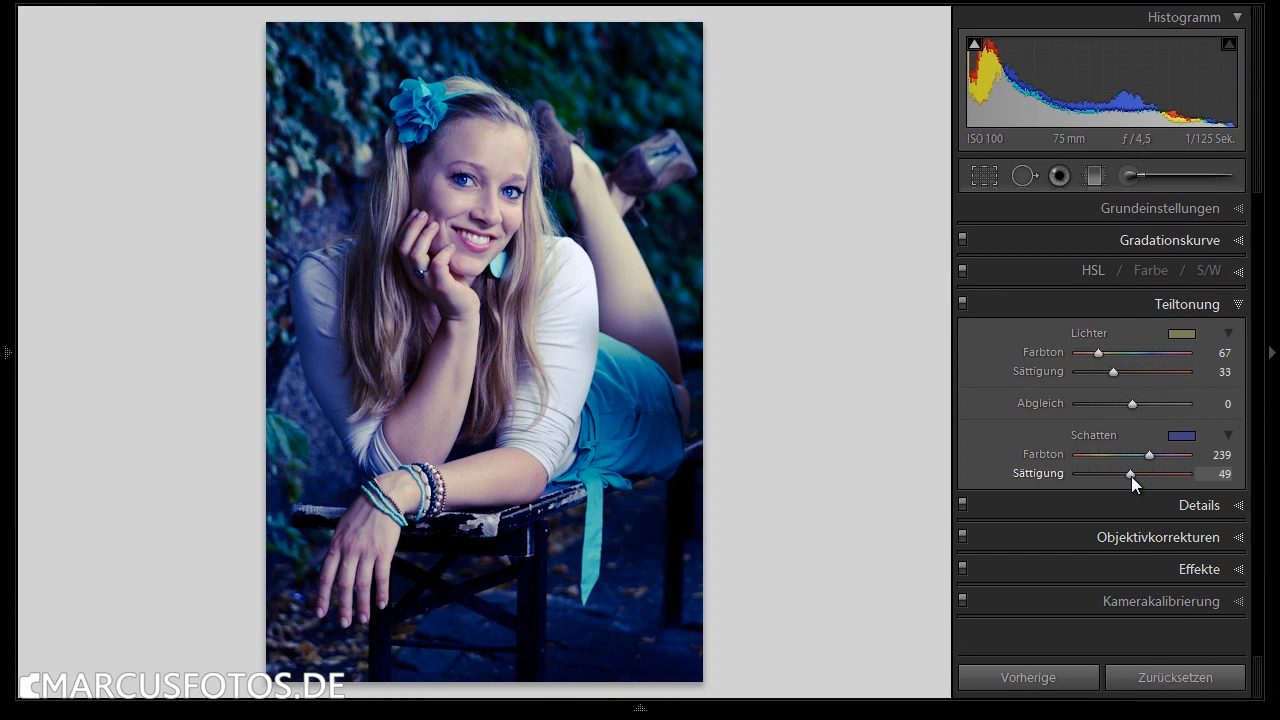 Histogramm
ISO 100 75 mm ƒ / 4,5 1/125 Sek.
Grundeinstellungen
Gradationskurve
HSL / Farbe / S/W
Teiltonung
Lichter
Farbton 67
Sättigung 33
Abgleich 0
Schatten
Farbton 239
Sättigung 49
Details
Objektivkorrekturen
Effekte
Kamerakalibrierung
Vorherige Zurücksetzen
MARCUSFOTOS.DE